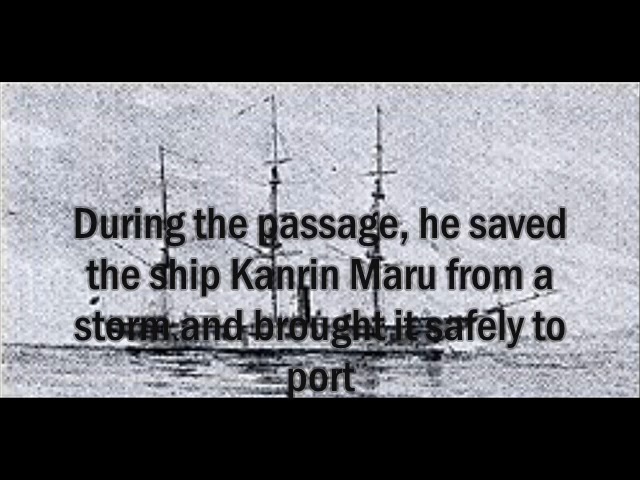 During the passage, he saved
the ship Kanrin Maru from a
storm and brought it safely to
port